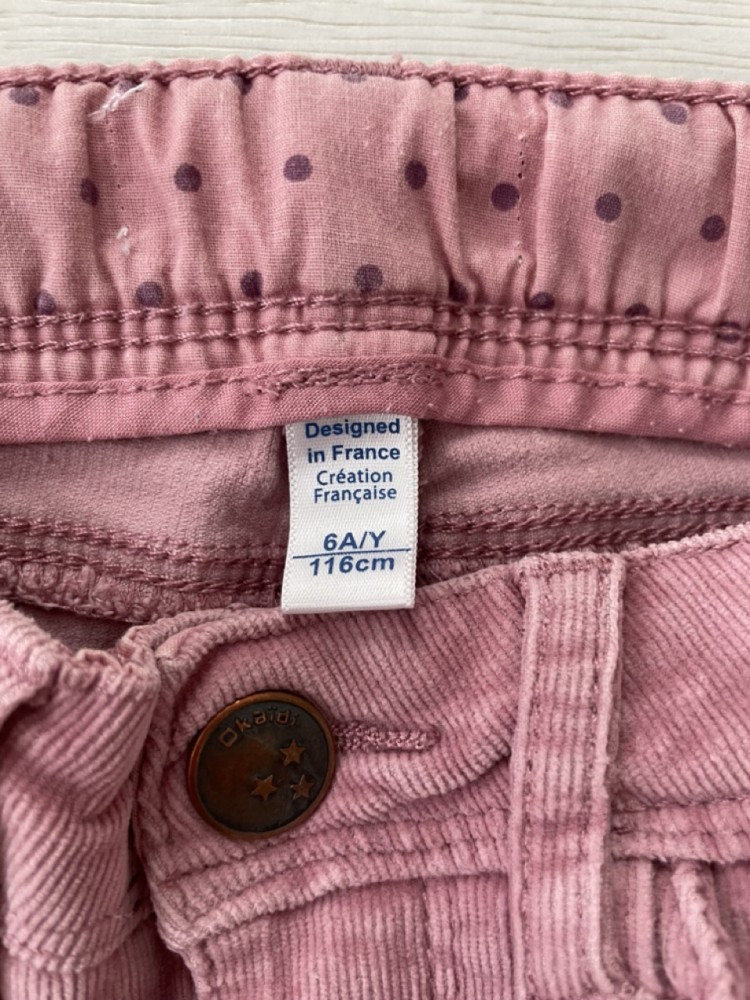 Designed
in France
Création
Française
6A/Y
116cm
Okaïdi